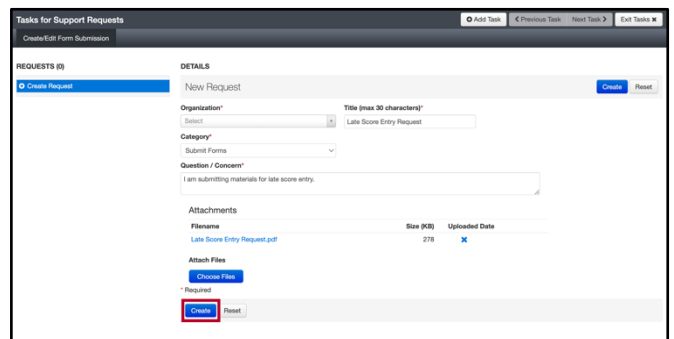 Tasks for Support Requests
Add Task
Previous Task
Next Task
Exit Tasks
Create/Edit Form Submission
REQUESTS (0)
DETAILS
Create Request
New Request
Create
Reset
Organization*
Title (max 30 characters)*
Select
Late Score Entry Request
Category*
Submit Forms
Question / Concern*
I am submitting materials for late score entry.
Attachments
Filename
Size (KB)
Uploaded Date
Late Score Entry Request.pdf
278
Attach Files
Choose Files
* Required
Create
Reset